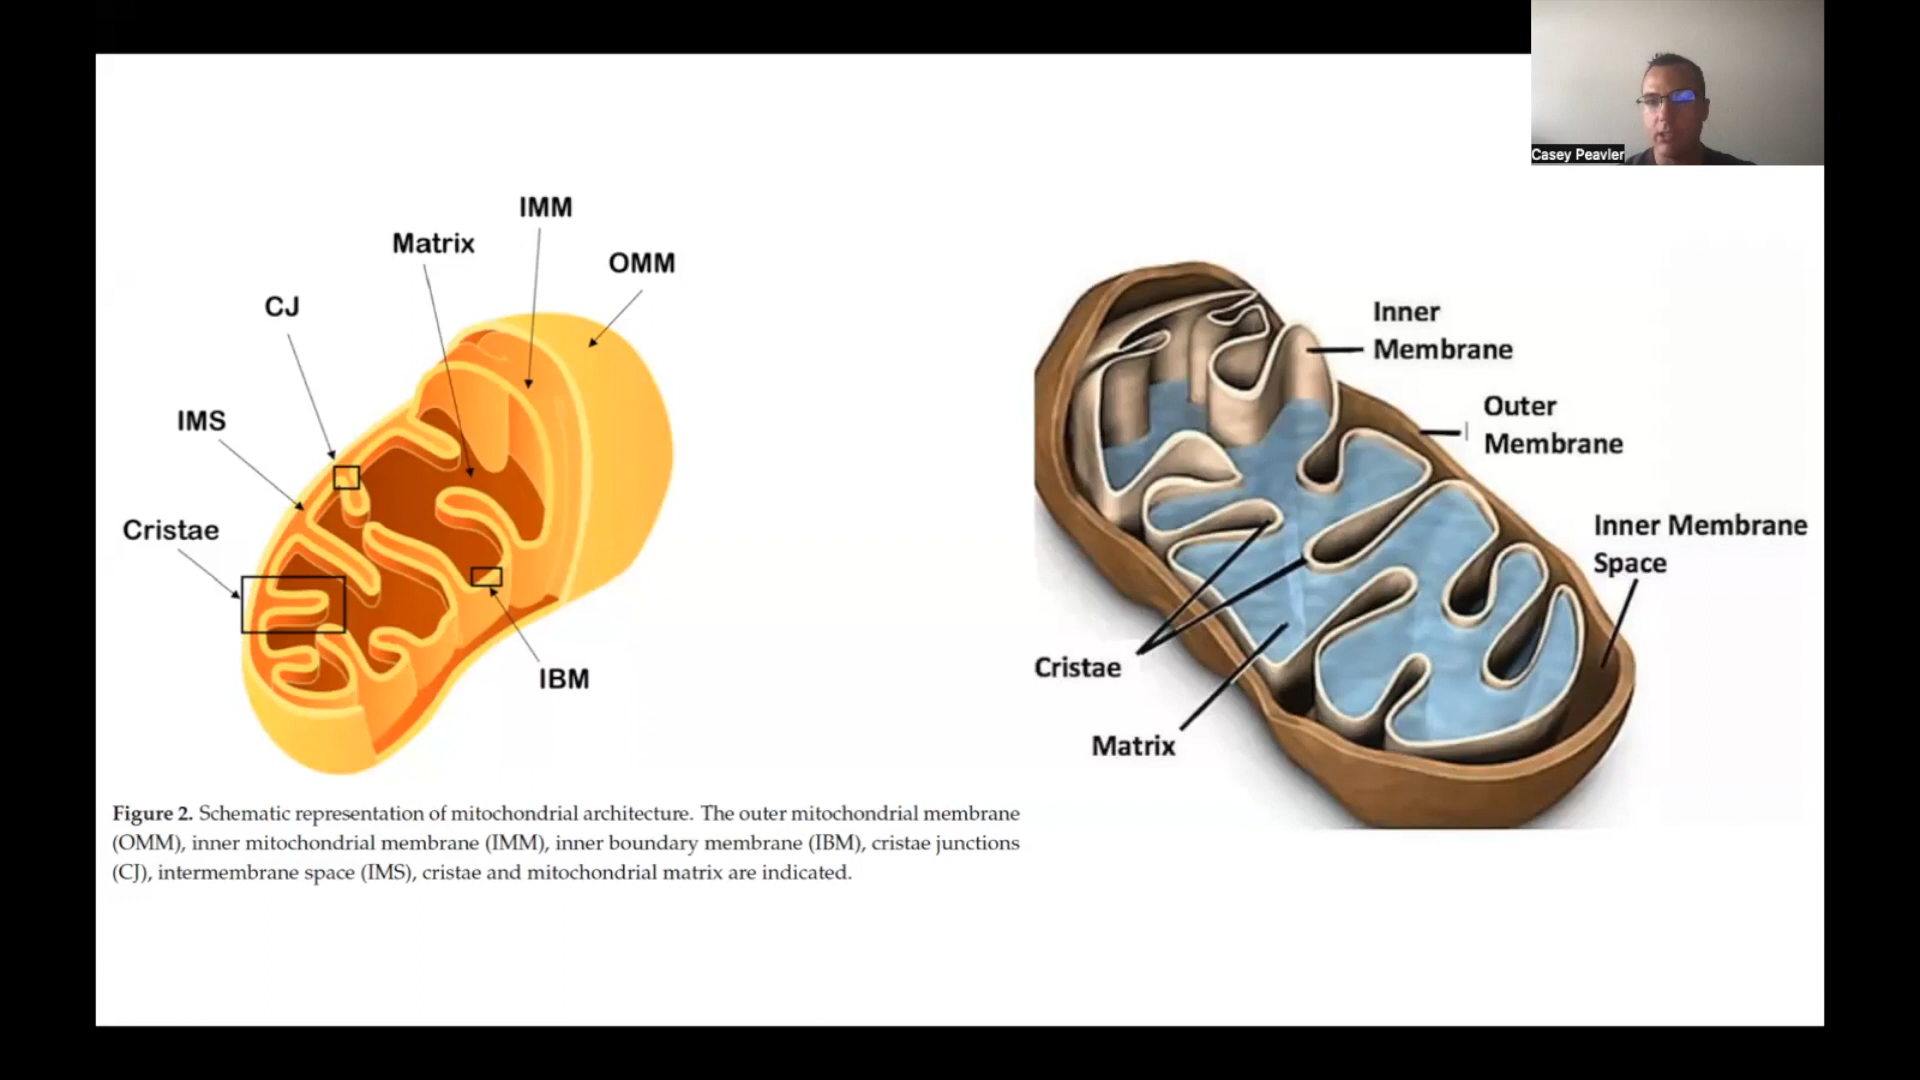 Casey Peavler
IMM
Matrix
OMM
CJ
IMS
Cristae
IBM
Figure 2. Schematic representation of mitochondrial architecture. The outer mitochondrial membrane
(OMM), inner mitochondrial membrane (IMM), inner boundary membrane (IBM), cristae junctions
(CJ), intermembrane space (IMS), cristae and mitochondrial matrix are indicated.
Inner
Membrane
Outer
Membrane
Inner Membrane
Space
Cristae
Matrix